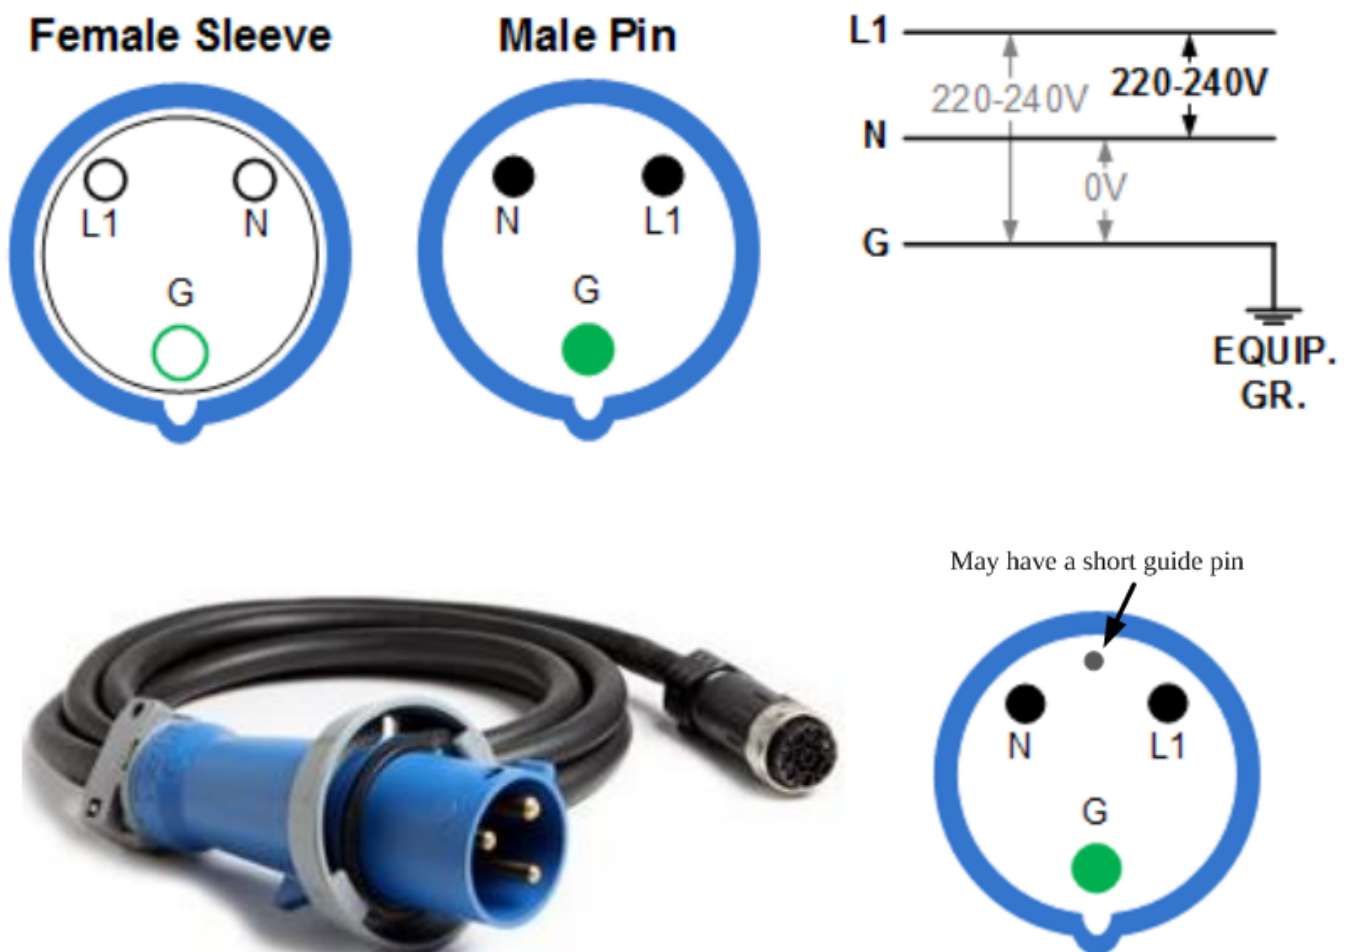 Female Sleeve
Male Pin
L1
220-240V
220-240V
N
0V
G
EQUIP.
GR.
L1
N
G
N
L1
G
May have a short guide pin
N
L1
G